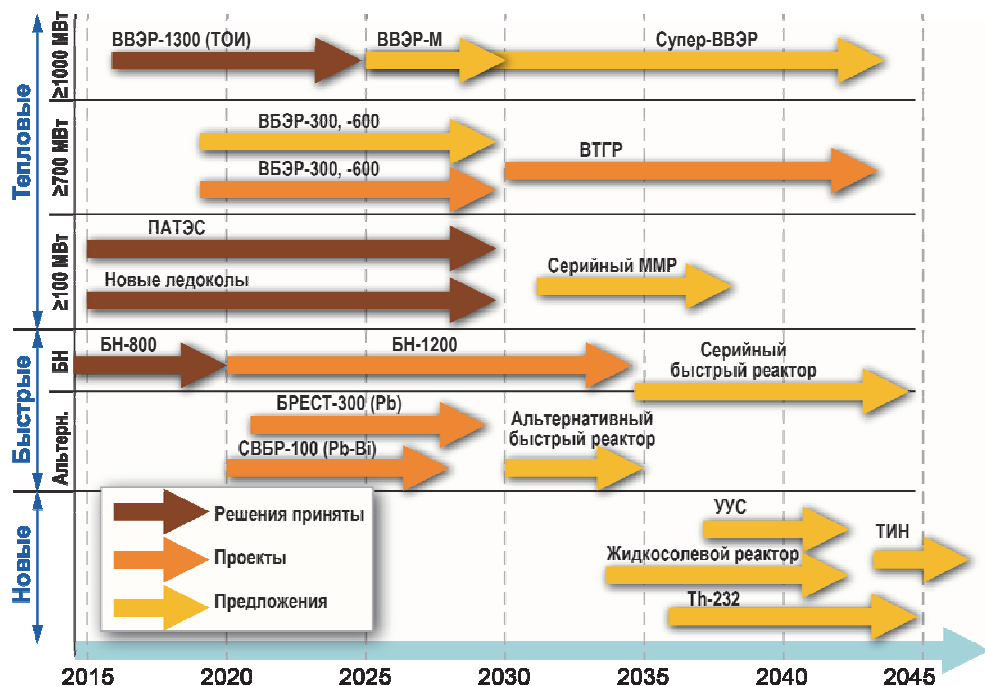 Тепловые
≥1000 МВт
ВВЭР-1300 (ТОИ)
ВВЭР-М
Супер-ВВЭР
≥700 МВт
ВБЭР-300, -600
ВБЭР-300, -600
ВТГР
≥100 МВт
ПАТЭС
Новые ледоколы
Серийный ММР
Быстрые
БН
БН-800
БН-1200
Серийный
быстрый реактор
Альтерн.
БРЕСТ-300 (Pb)
СВБР-100 (Pb-Bi)
Альтернативный
быстрый реактор
Новые
УУС
ТИН
Жидкосолевой реактор
Th-232
Решения приняты
Проекты
Предложения
2015 2020 2025 2030 2035 2040 2045